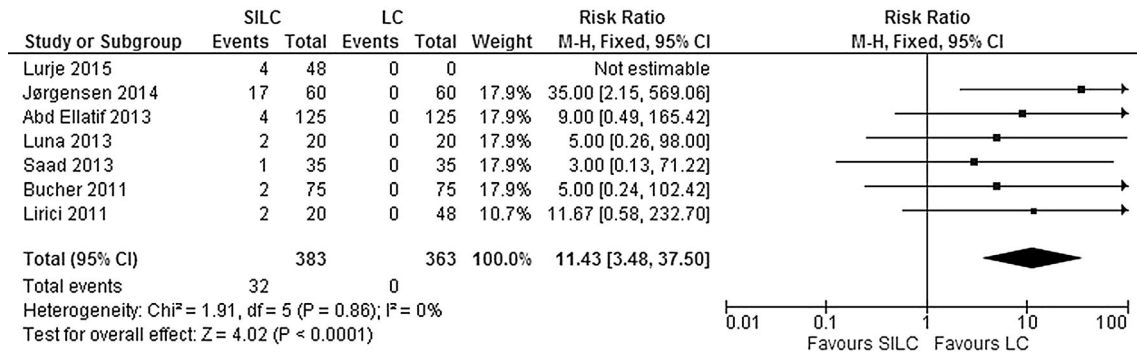 SILC LC Risk Ratio Risk Ratio
Study or Subgroup Events Total Events Total Weight M-H, Fixed, 95% CI M-H, Fixed, 95% CI
Lurje 2015 4 48 0 0 Not estimable
Jørgensen 2014 17 60 0 60 17.9% 35.00 [2.15, 569.06]
Abd Ellatif 2013 4 125 0 125 17.9% 9.00 [0.49, 165.42]
Luna 2013 2 20 0 20 17.9% 5.00 [0.26, 98.00]
Saad 2013 1 35 0 35 17.9% 3.00 [0.13, 71.22]
Bucher 2011 2 75 0 75 17.9% 5.00 [0.24, 102.42]
Lirici 2011 2 20 0 48 10.7% 11.67 [0.58, 232.70]
Total (95% CI) 383 363 100.0% 11.43 [3.48, 37.50]
Total events 32 0
Heterogeneity: Chi² = 1.91, df = 5 (P = 0.86); I² = 0%
Test for overall effect: Z = 4.02 (P < 0.0001)
0.01 0.1 1 10 100
Favours SILC Favours LC